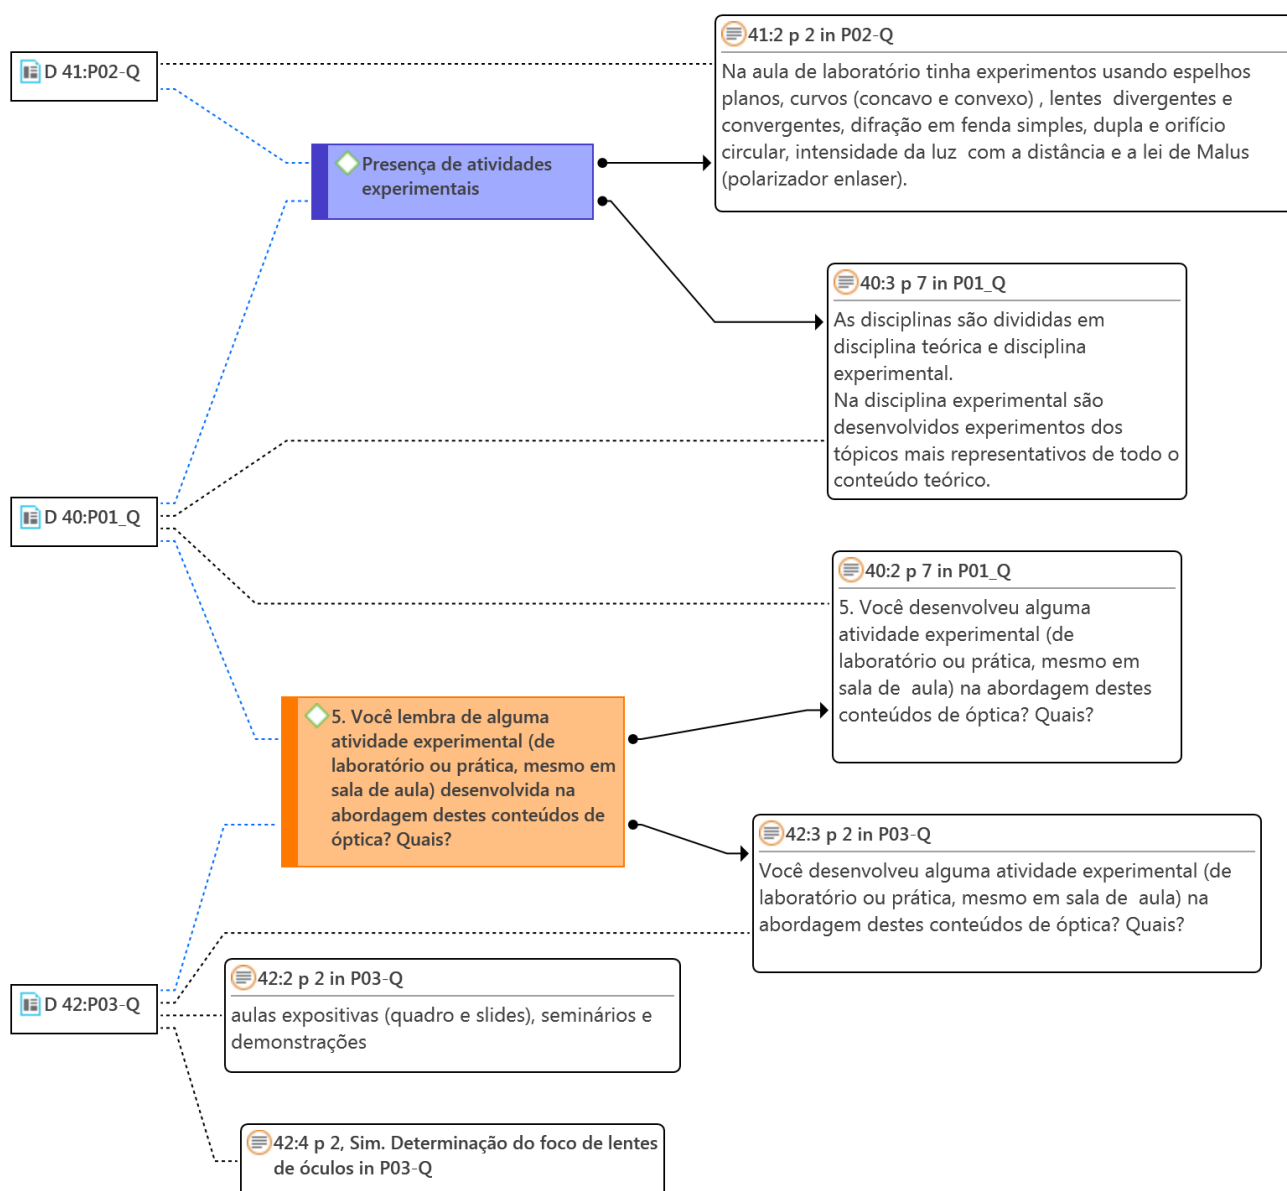 41:2 p 2 in P02-Q
Na aula de laboratório tinha experimentos usando espelhos
planos, curvos (concavo e convexo) , lentes  divergentes e
convergentes, difração em fenda simples, dupla e orifício
circular, intensidade da luz  com a distância e a lei de Malus
(polarizador enlaser).
D 41:P02-Q
Presença de atividades
experimentais
40:3 p 7 in P01_Q
As disciplinas são divididas em
disciplina teórica e disciplina
experimental.
Na disciplina experimental são
desenvolvidos experimentos dos
tópicos mais representativos de todo o
conteúdo teórico.
D 40:P01_Q
40:2 p 7 in P01_Q
5. Você desenvolveu alguma
atividade experimental (de
laboratório ou prática, mesmo em
sala de  aula) na abordagem destes
conteúdos de óptica? Quais?
5. Você lembra de alguma
atividade experimental (de
laboratório ou prática, mesmo em
sala de aula) desenvolvida na
abordagem destes conteúdos de
óptica? Quais?
42:3 p 2 in P03-Q
Você desenvolveu alguma atividade experimental (de
laboratório ou prática, mesmo em sala de  aula) na
abordagem destes conteúdos de óptica? Quais?
D 42:P03-Q
42:2 p 2 in P03-Q
aulas expositivas (quadro e slides), seminários e
demonstrações
42:4 p 2, Sim. Determinação do foco de lentes
de óculos in P03-Q